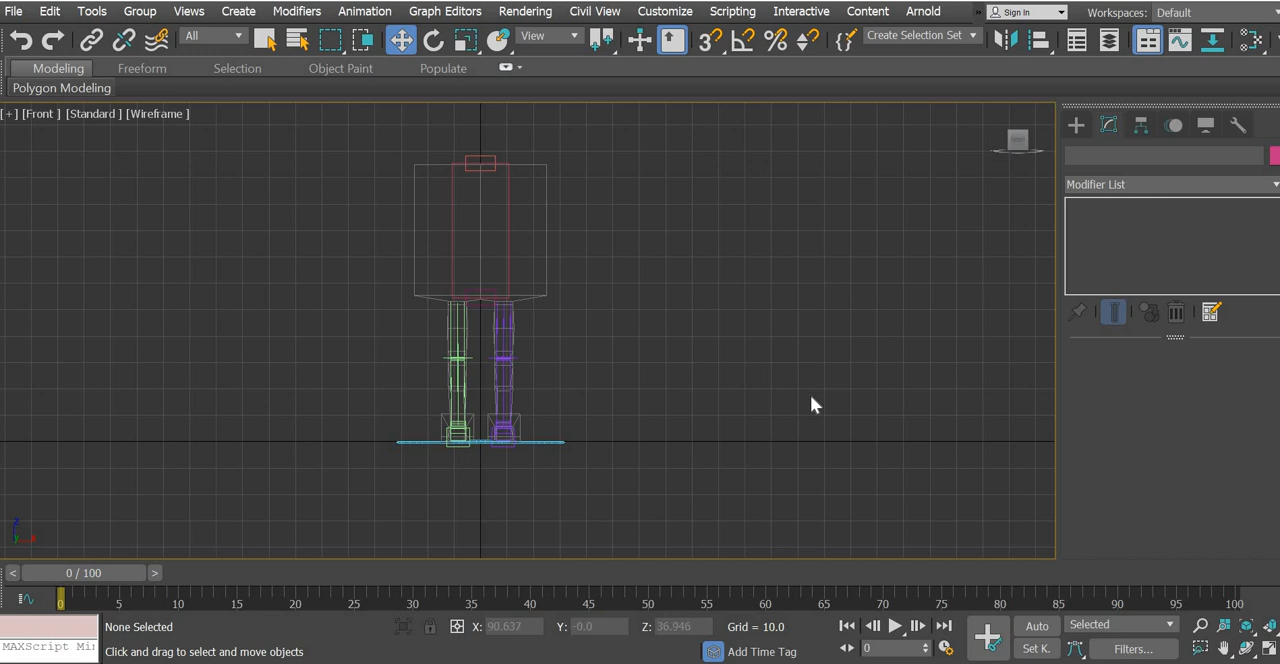 File Edit Tools Group Views Create Modifiers Animation Graph Editors Rendering Civil View Customize Scripting Interactive Content Arnold » Sign In Workspaces: Default
All View Create Selection Set
Modeling Freeform Selection Object Paint Populate
Polygon Modeling
[+] [Front ] [Standard ] [Wireframe ]
Modifier List
z
y x
< 0 / 100 >
0 5 10 15 20 25 30 35 40 45 50 55 60 65 70 75 80 85 90 95 100
None Selected X: 90.637 Y: -0.0 Z: 36.946 Grid = 10.0 Auto Selected
MAXScript Mi: Click and drag to select and move objects Add Time Tag 0 Set K. Filters...